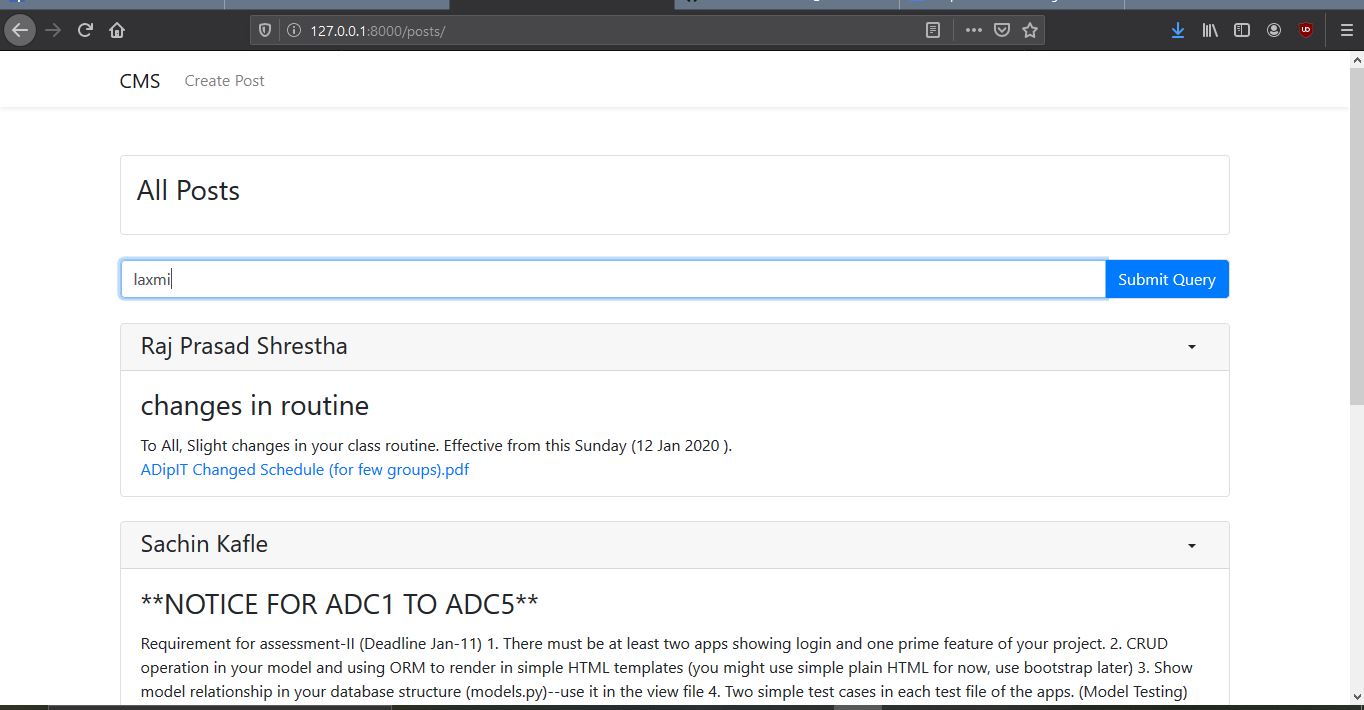 127.0.0.1:8000/posts/
CMS Create Post
All Posts
laxmi Submit Query
Raj Prasad Shrestha
changes in routine
To All, Slight changes in your class routine. Effective from this Sunday (12 Jan 2020 ).
ADipIT Changed Schedule (for few groups).pdf
Sachin Kafle
**NOTICE FOR ADC1 TO ADC5**
Requirement for assessment-II (Deadline Jan-11) 1. There must be at least two apps showing login and one prime feature of your project. 2. CRUD
operation in your model and using ORM to render in simple HTML templates (you might use simple plain HTML for now, use bootstrap later) 3. Show
model relationship in your database structure (models.py)--use it in the view file 4. Two simple test cases in each test file of the apps. (Model Testing)